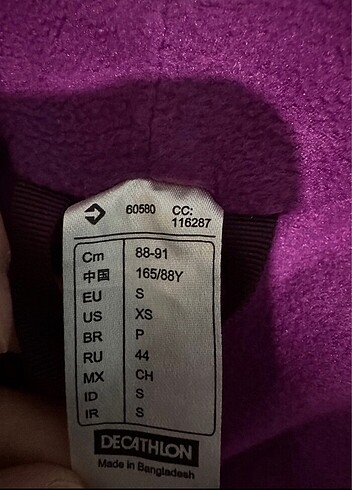 60580 CC:
116287
Cm 88-91
中国 165/88Y
EU S
US XS
BR P
RU 44
MX CH
ID S
IR S
DECATHLON
Made in Bangladesh